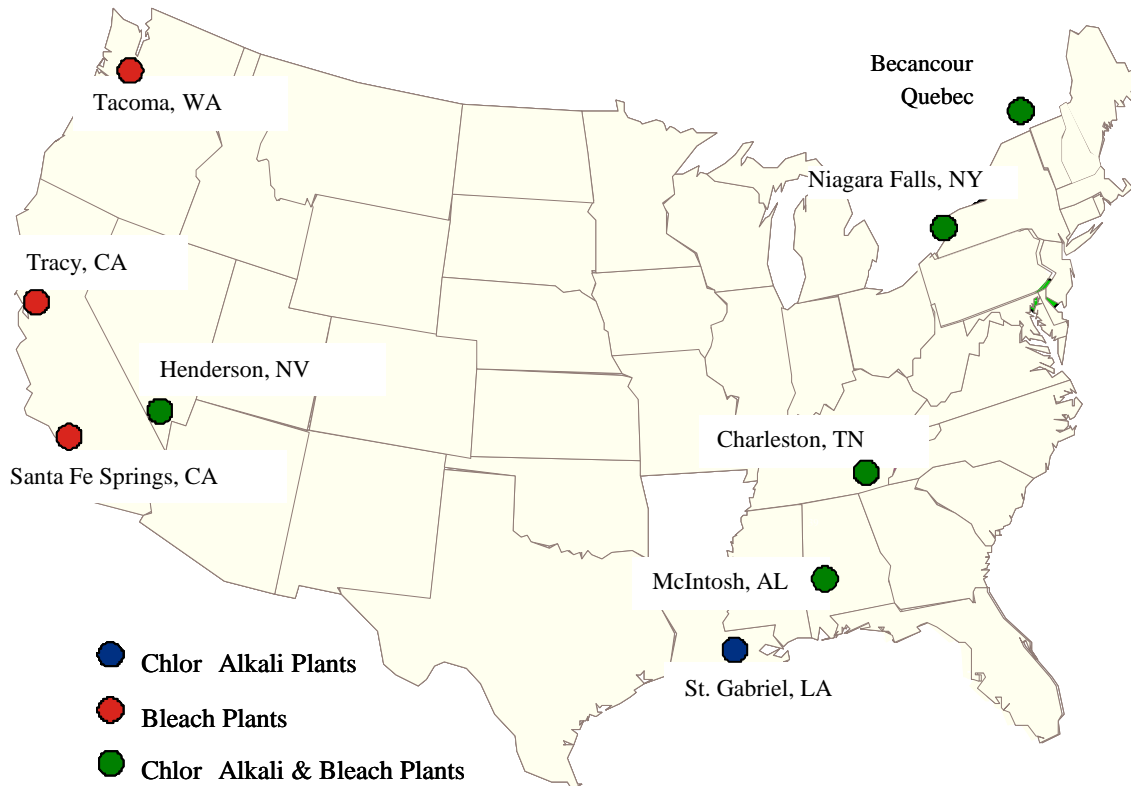 Becancour
Quebec
Tacoma, WA
Niagara Falls, NY
Tracy, CA
Henderson, NV
Charleston, TN
Santa Fe Springs, CA
McIntosh, AL
St. Gabriel, LA
Chlor Alkali Plants
Bleach Plants
Chlor Alkali & Bleach Plants